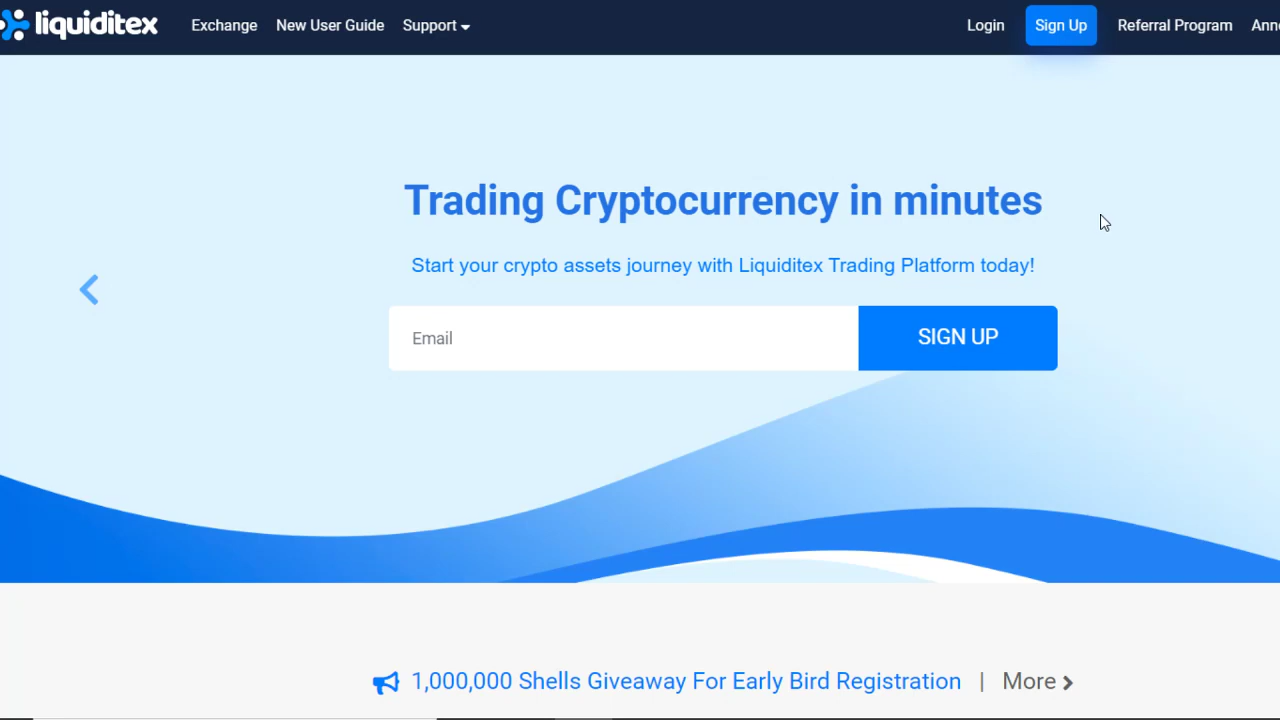 liquiditex Exchange New User Guide Support Login Sign Up Referral Program
Trading Cryptocurrency in minutes
Start your crypto assets journey with Liquiditex Trading Platform today!
Email SIGN UP
1,000,000 Shells Giveaway For Early Bird Registration | More